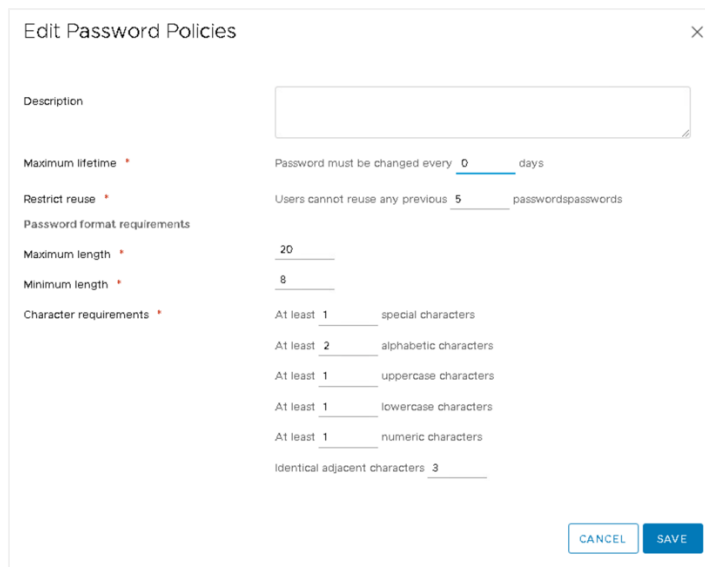 Edit Password Policies
Description
Maximum lifetime * Password must be changed every 0 days
Restrict reuse * Users cannot reuse any previous 5 passwordspasswords
Password format requirements
Maximum length * 20
Minimum length * 8
Character requirements * At least 1 special characters
At least 2 alphabetic characters
At least 1 uppercase characters
At least 1 lowercase characters
At least 1 numeric characters
Identical adjacent characters 3
CANCEL SAVE